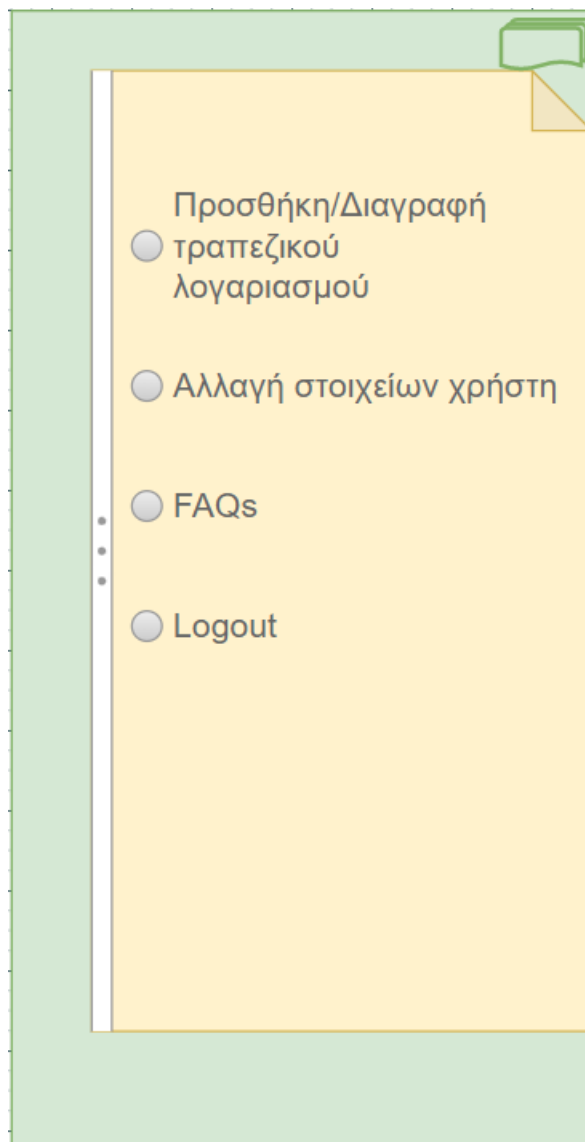 Προσθήκη/Διαγραφή
τραπεζικού
λογαριασμού
Αλλαγή στοιχείων χρήστη
FAQs
Logout